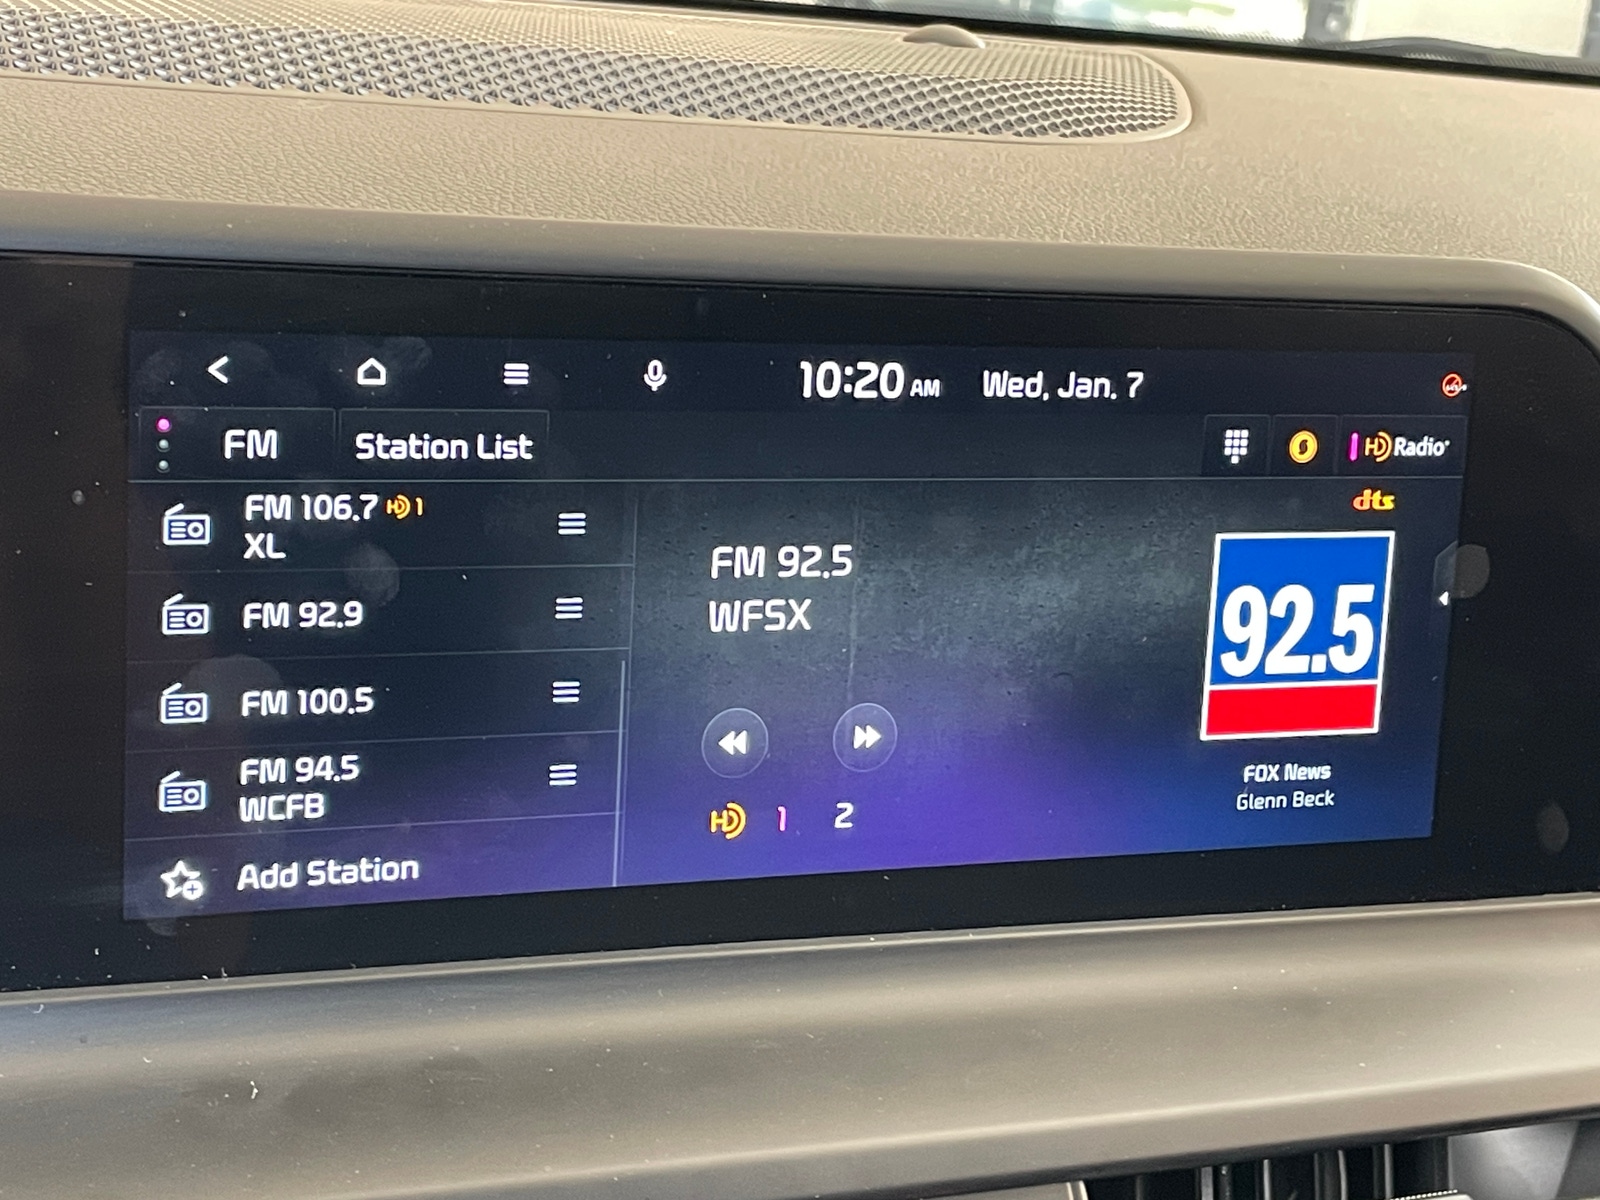 10:20 AM Wed, Jan. 7
FM Station List HD Radio
dts
FM 106.7 HD 1
XL
FM 92.9
FM 100.5
FM 94.5
WCFB
Add Station
FM 92.5
WFSX
HD 1 2
92.5
FOX News
Glenn Beck